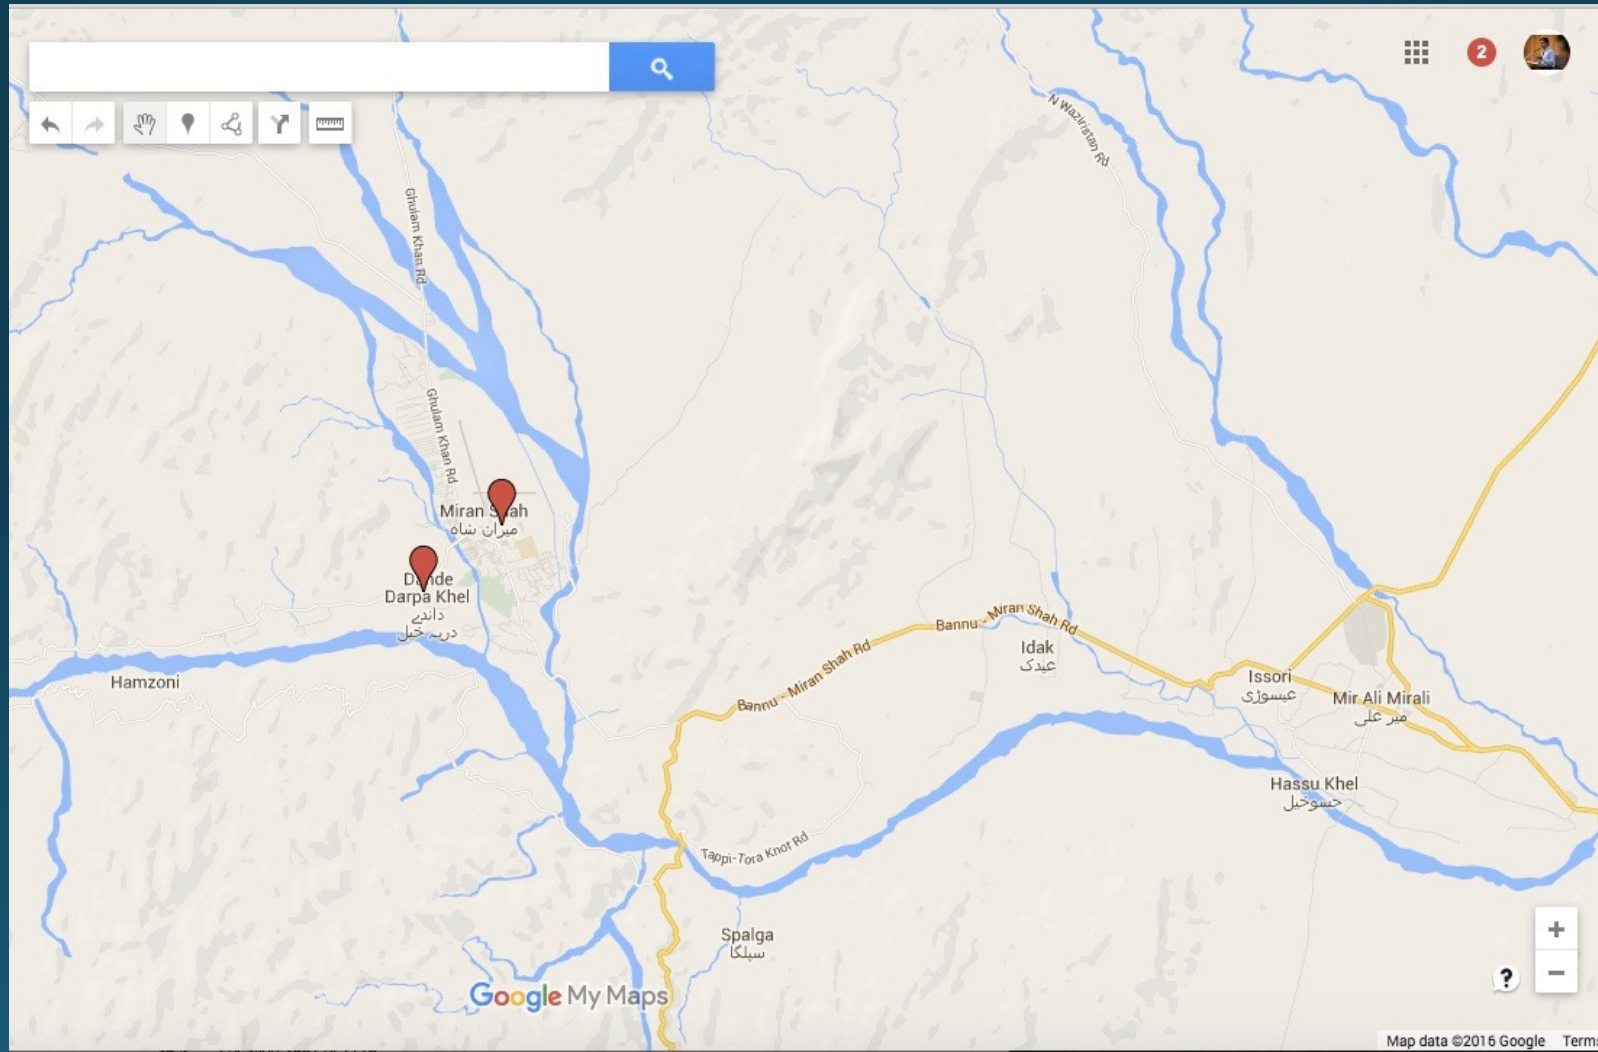 2
N Waziristan Rd
Ghulam Khan Rd
Ghulam Khan Rd
Miran Shah
میران شاہ
Dande
Darpa Khel
داندے
درپہ خیل
Hamzoni
Bannu - Miran Shah Rd
Bannu - Miran Shah Rd
Idak
عیدک
Issori
عیسوڑی
Mir Ali Mirali
میر علی
Hassu Khel
حسوخیل
Tappi-Tora Knot Rd
Spalga
سپلگا
?
Google My Maps
Map data ©2016 Google Terms